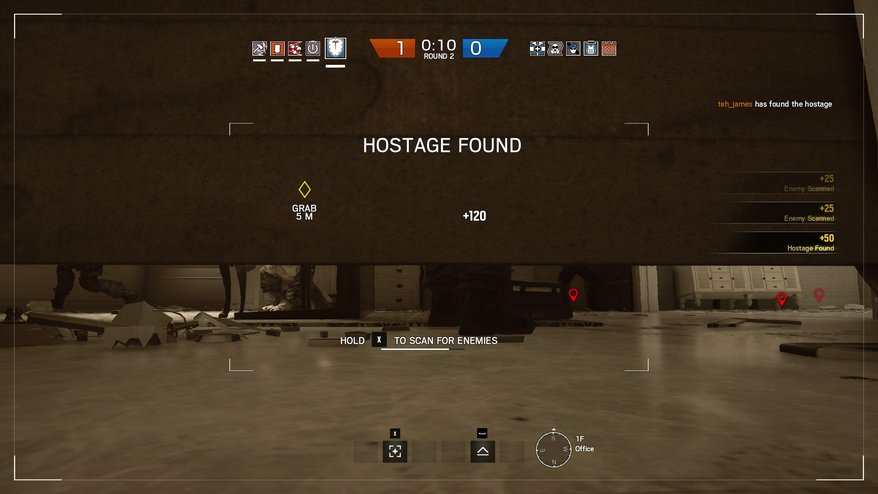 1
0:10
0
ROUND 2
teh_james has found the hostage
HOSTAGE FOUND
+25
Enemy Scanned
GRAB
5 M
+120
+25
Enemy Scanned
+50
Hostage Found
HOLD X TO SCAN FOR ENEMIES
X
1F
Office
S
N